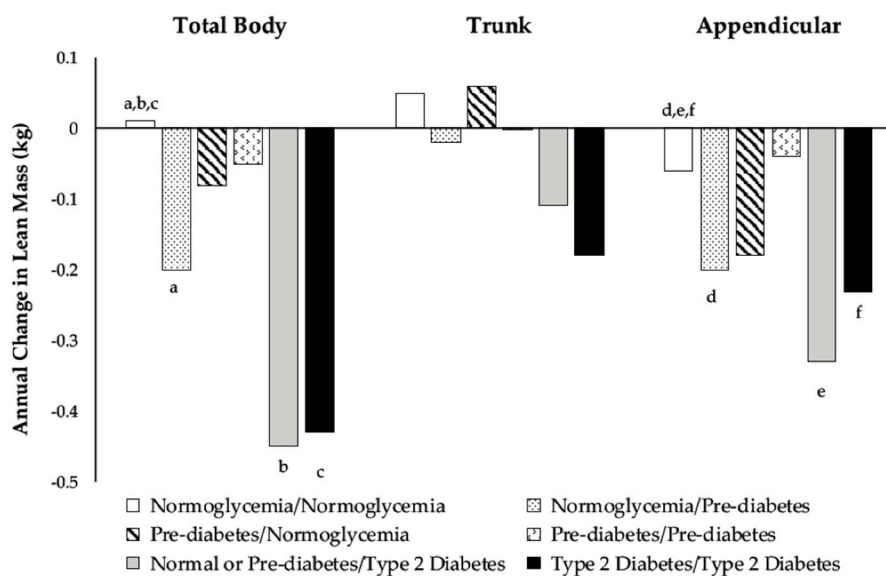 Total Body Trunk Appendicular
Annual Change in Lean Mass (kg)
0.1
0
-0.1
-0.2
-0.3
-0.4
-0.5
a,b,c
a
b
c
d,e,f
d
e
f
Normoglycemia/Normoglycemia
Normoglycemia/Pre-diabetes
Pre-diabetes/Normoglycemia
Pre-diabetes/Pre-diabetes
Normal or Pre-diabetes/Type 2 Diabetes
Type 2 Diabetes/Type 2 Diabetes